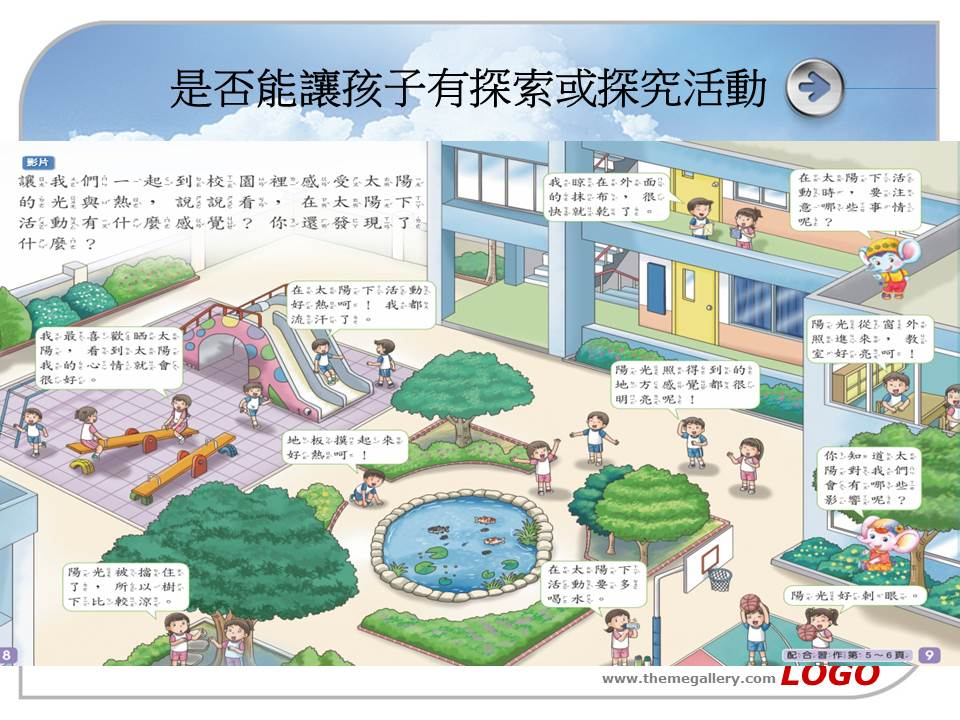 是否能讓孩子有探索或探究活動
影片
讓我們一起到校園裡感受太陽
的光與熱，說說看，在太陽下
活動有什麼感覺？你還發現了
什麼？
我晾在外面
的抹布，很
快就乾了。
在太陽下活
動時，要注
意哪些事情
呢？
在太陽下活動
好熱呵！我都
流汗了。
我最喜歡晒太
陽，看到太陽
我的心情就會
很好。
陽光從窗外
照進來，教
室好亮呵！
陽光照得到的
地方感覺都很
明亮呢！
地板摸起來
好熱呵！
你知道太
陽對我們
會有哪些
影響呢？
陽光被擋住
了，所以樹
下比較涼。
在太陽下
活動要多
喝水。
陽光好刺眼。
8
配合習作第5～6頁
9
www.themegallery.com
LOGO